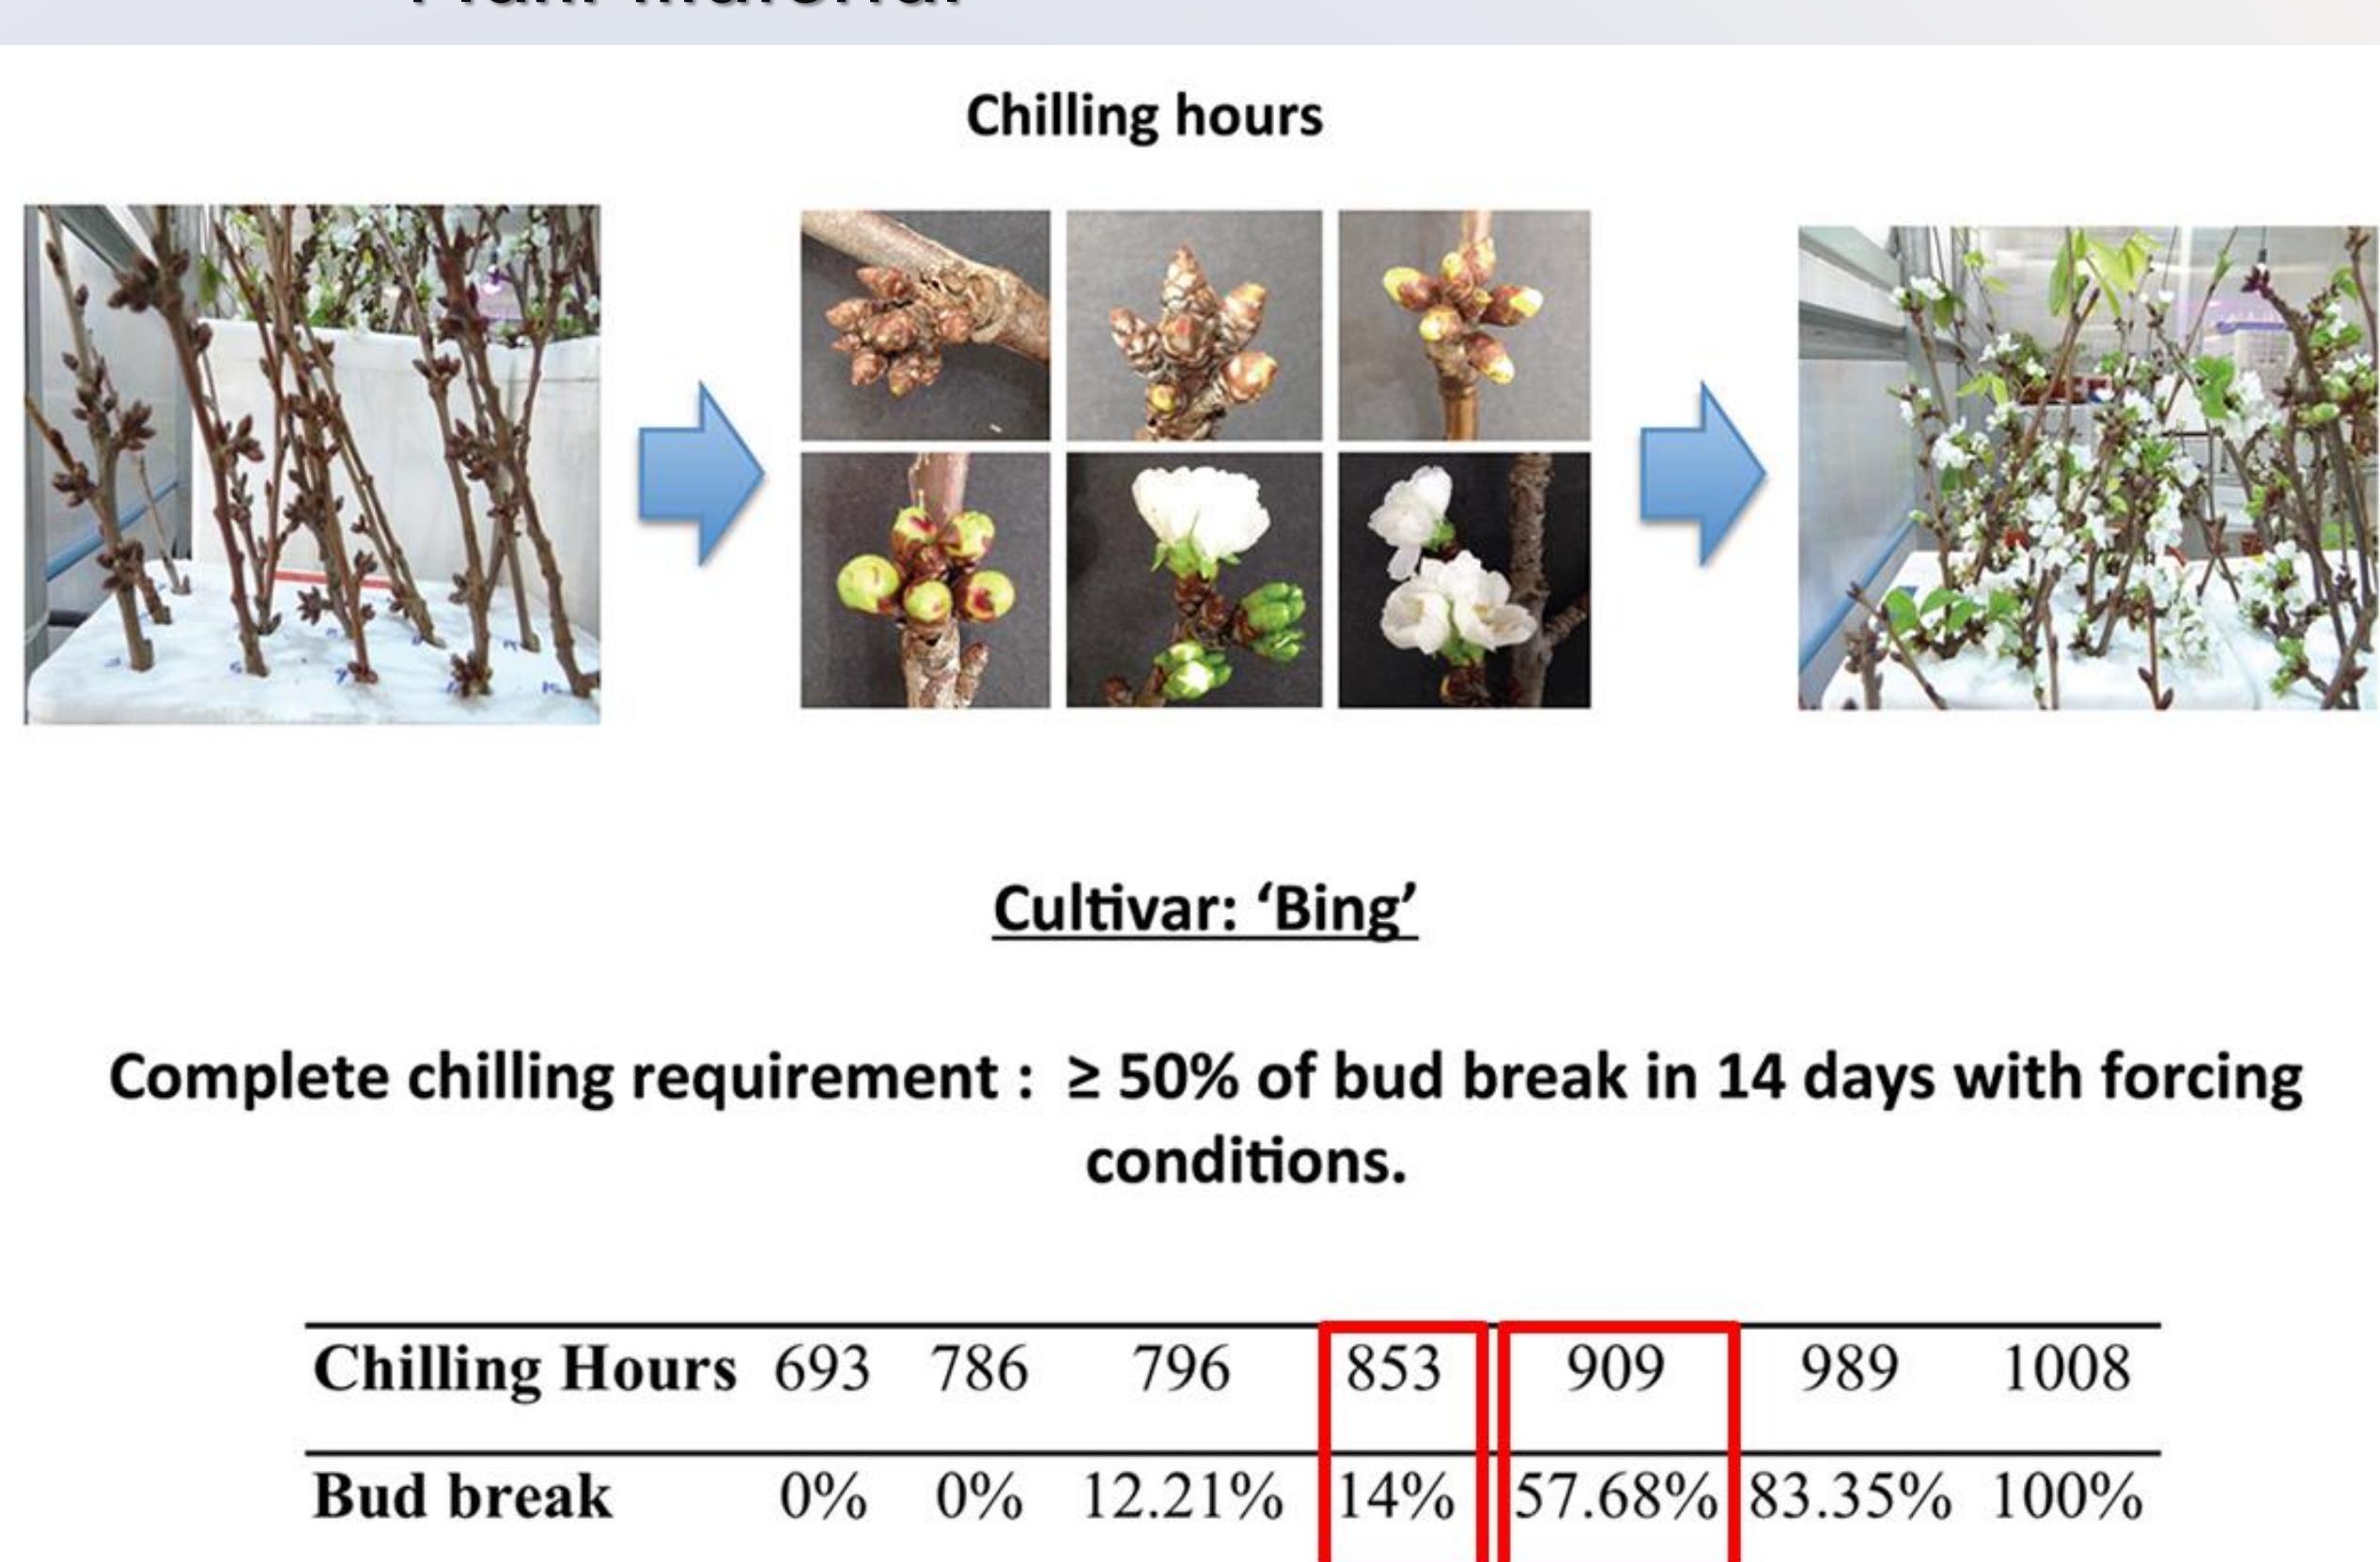 Chilling hours
Cultivar: ‘Bing’
Complete chilling requirement : ≥ 50% of bud break in 14 days with forcing
conditions.
Chilling Hours 693 786 796 853 909 989 1008
Bud break 0% 0% 12.21% 14% 57.68% 83.35% 100%